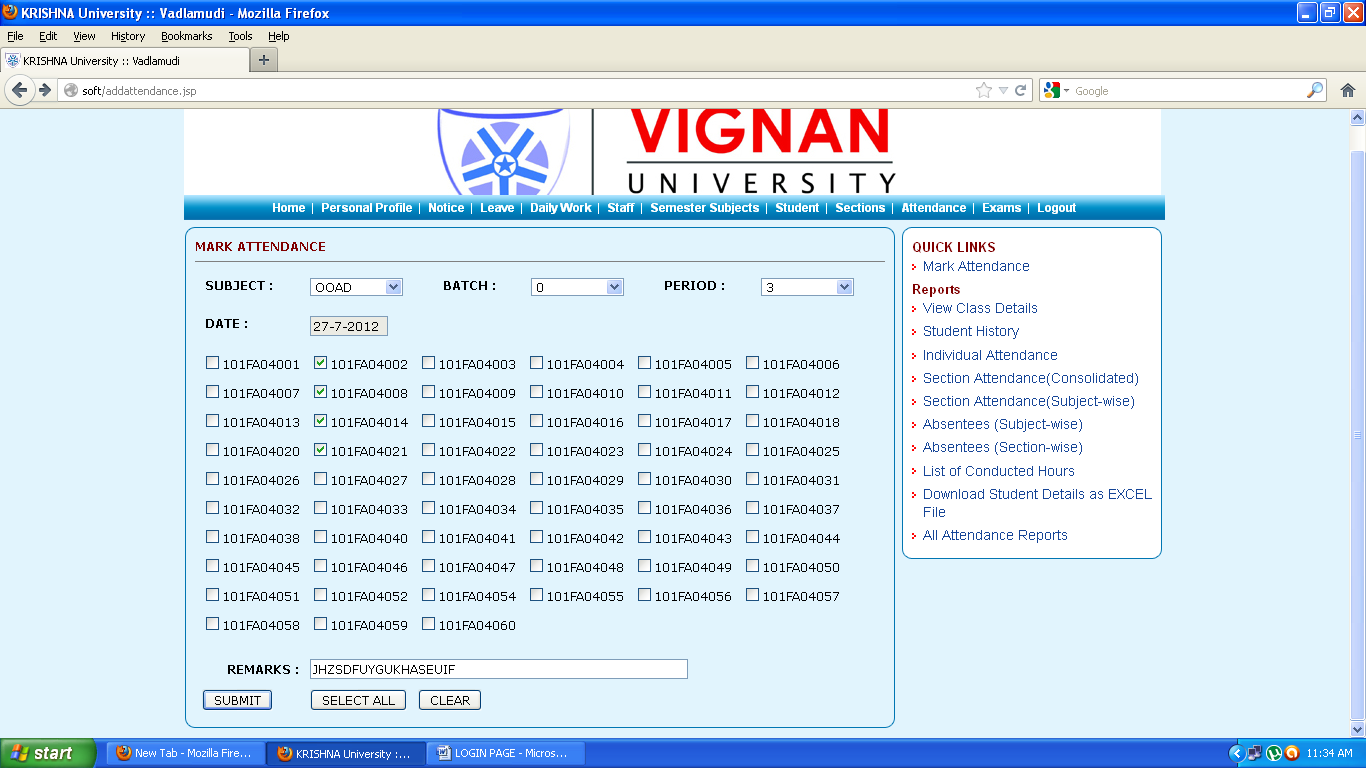 KRISHNA University :: Vadlamudi - Mozilla Firefox
File Edit View History Bookmarks Tools Help
KRISHNA University :: Vadlamudi
soft/addattendance.jsp
Google
VIGNAN
UNIVERSITY
Home | Personal Profile | Notice | Leave | Daily Work | Staff | Semester Subjects | Student | Sections | Attendance | Exams | Logout
MARK ATTENDANCE
SUBJECT : OOAD BATCH : 0 PERIOD : 3
DATE : 27-7-2012
101FA04001 101FA04002 101FA04003 101FA04004 101FA04005 101FA04006
101FA04007 101FA04008 101FA04009 101FA04010 101FA04011 101FA04012
101FA04013 101FA04014 101FA04015 101FA04016 101FA04017 101FA04018
101FA04020 101FA04021 101FA04022 101FA04023 101FA04024 101FA04025
101FA04026 101FA04027 101FA04028 101FA04029 101FA04030 101FA04031
101FA04032 101FA04033 101FA04034 101FA04035 101FA04036 101FA04037
101FA04038 101FA04040 101FA04041 101FA04042 101FA04043 101FA04044
101FA04045 101FA04046 101FA04047 101FA04048 101FA04049 101FA04050
101FA04051 101FA04052 101FA04054 101FA04055 101FA04056 101FA04057
101FA04058 101FA04059 101FA04060
REMARKS : JHZSDFUYGUKHASEUIF
SUBMIT SELECT ALL CLEAR
QUICK LINKS
Mark Attendance
Reports
View Class Details
Student History
Individual Attendance
Section Attendance(Consolidated)
Section Attendance(Subject-wise)
Absentees (Subject-wise)
Absentees (Section-wise)
List of Conducted Hours
Download Student Details as EXCEL
File
All Attendance Reports
start New Tab - Mozilla Fire... KRISHNA University :... LOGIN PAGE - Micros... 11:34 AM